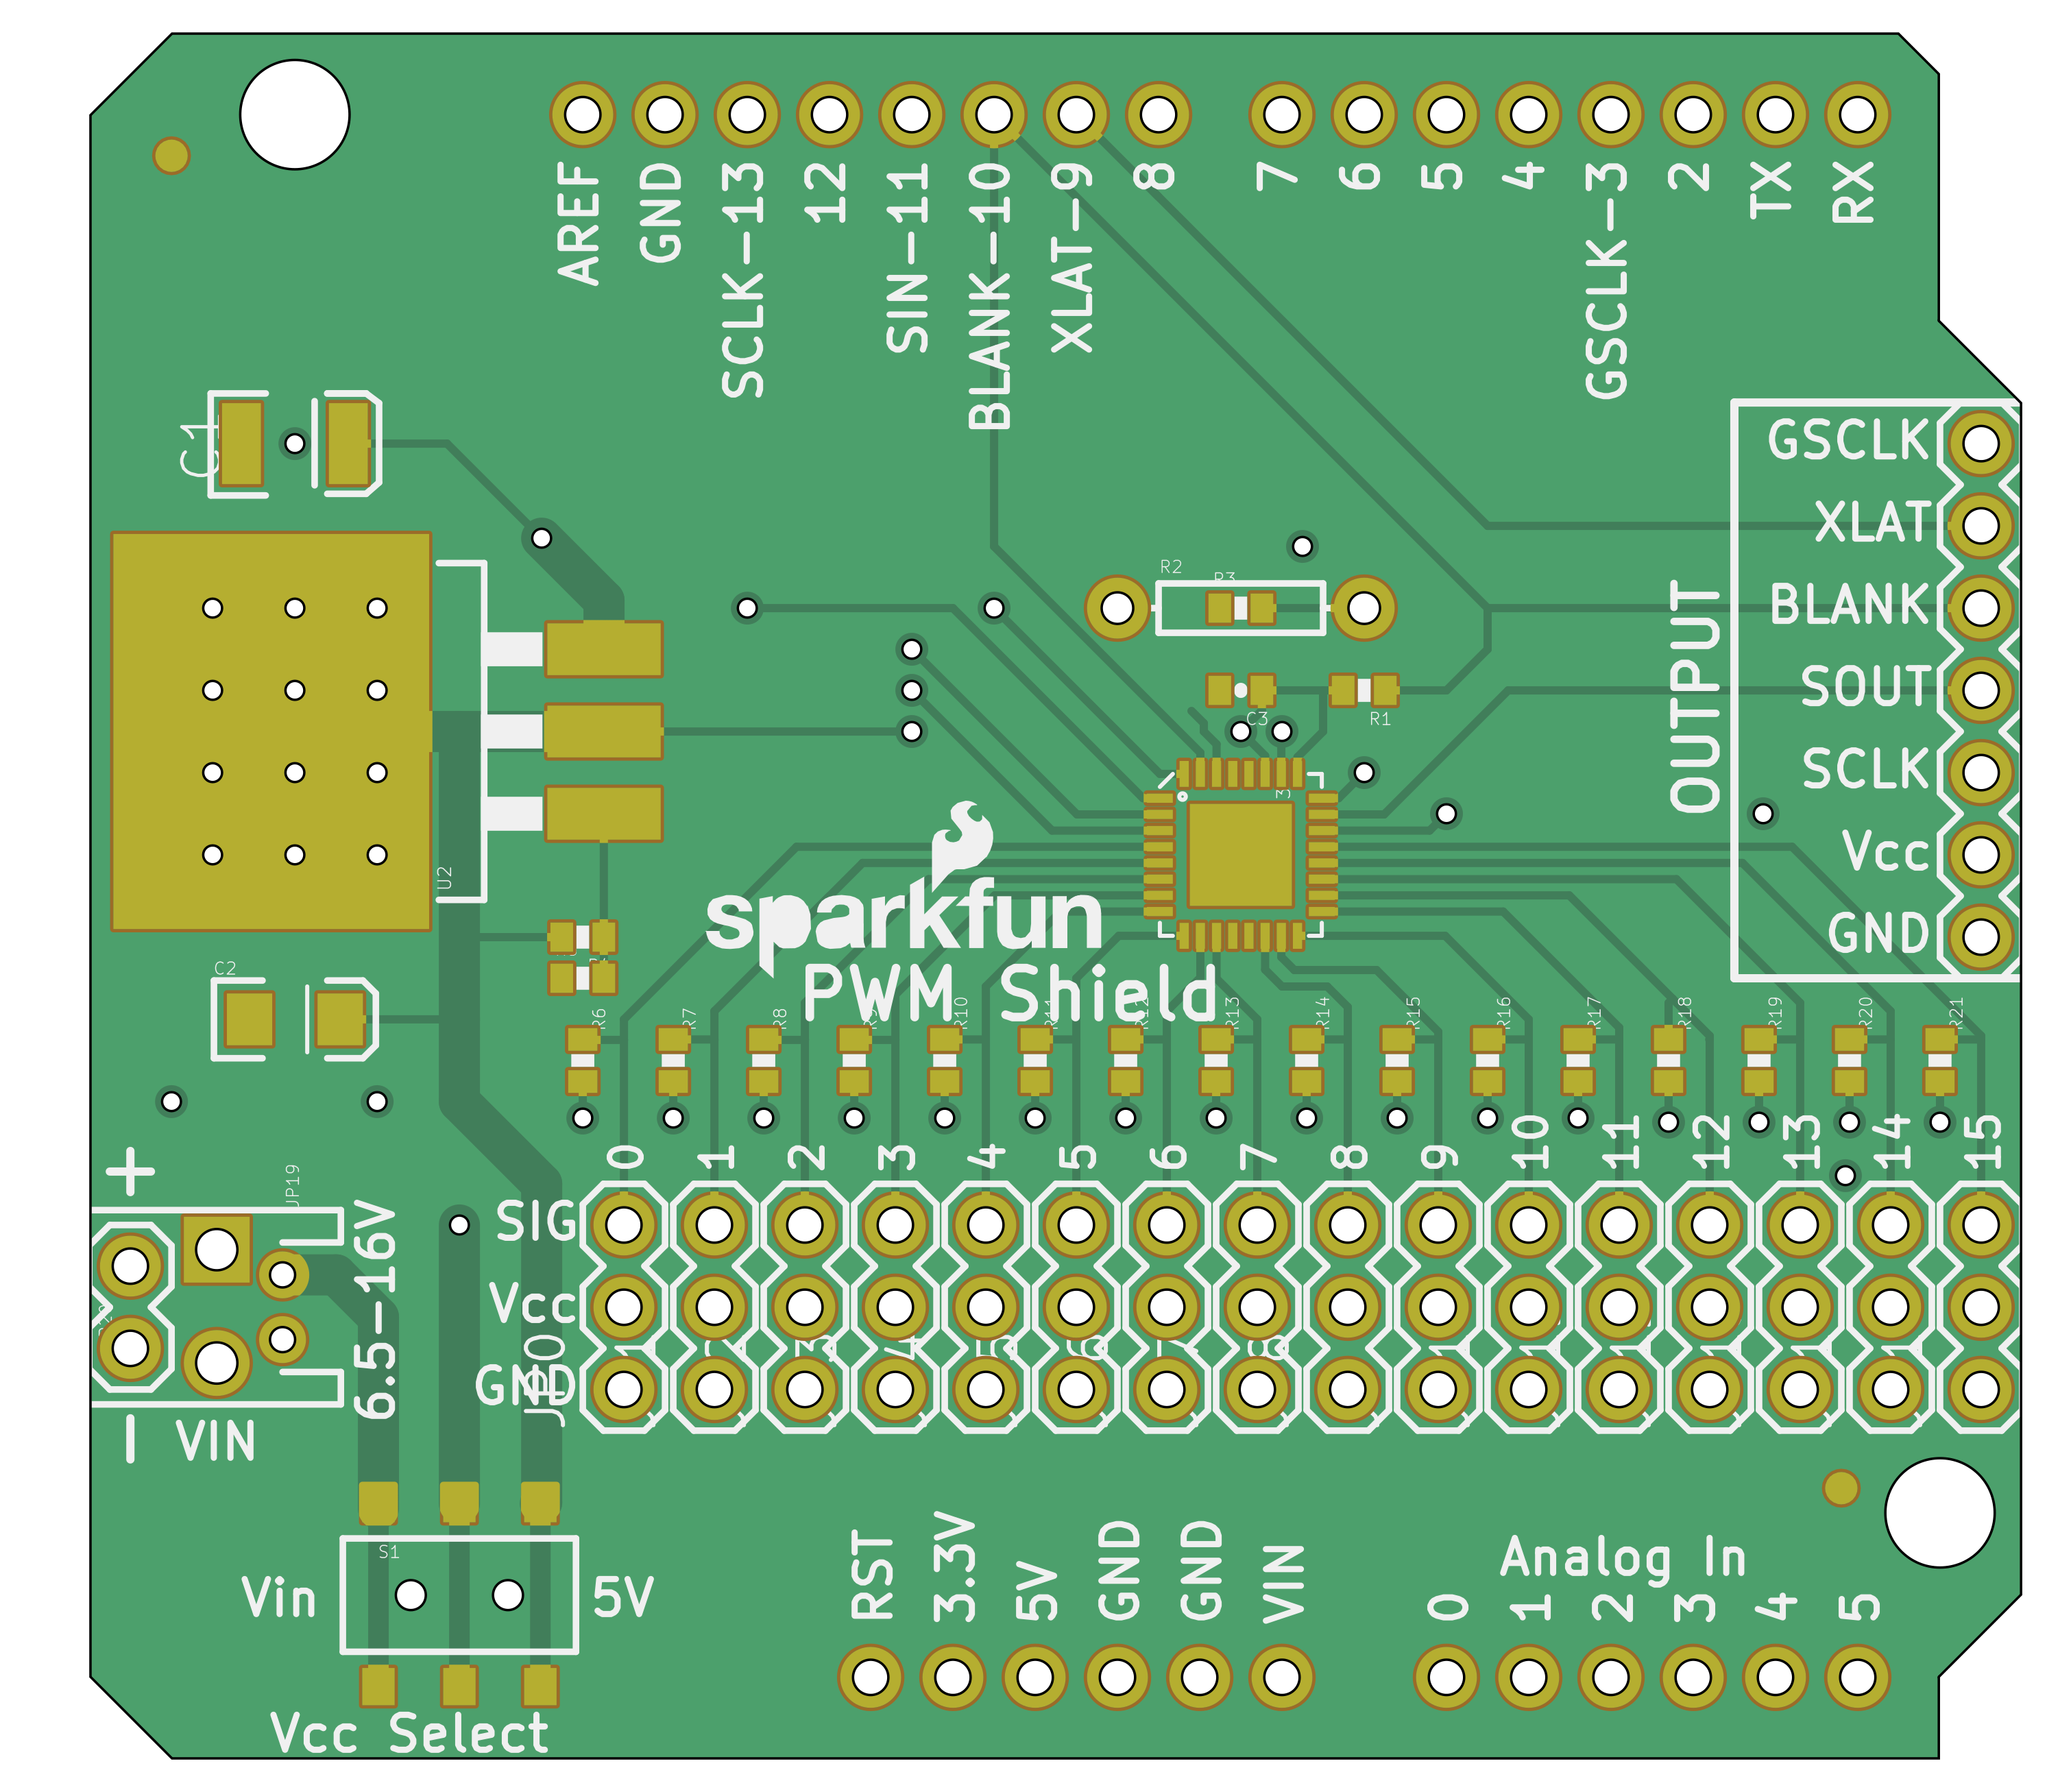 AREF
GND
SCLK-13
12
SIN-11
BLANK-10
XLAT-9
8
7
6
5
4
GSCLK-3
2
TX
RX
C1
GSCLK
XLAT
BLANK
SOUT
SCLK
Vcc
GND
OUTPUT
R2
R3
C3
R1
U2
sparkfun
PWM Shield
C2
R6
R7
R8
R9
R10
R11
R12
R13
R14
R15
R16
R17
R18
R19
R20
R21
0
1
2
3
4
5
6
7
8
9
10
11
12
13
14
15
+
JP19
6.5-16V
SIG
Vcc
GND
–
VIN
S1
Vin
5V
Vcc Select
RST
3.3V
5V
GND
GND
VIN
Analog In
0
1
2
3
4
5